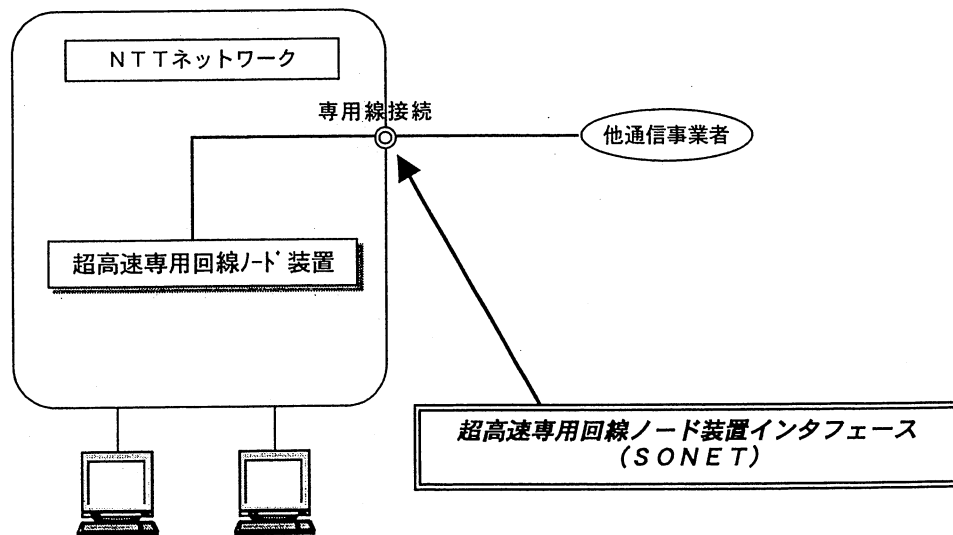 NTTネットワーク
専用線接続
他通信事業者
超高速専用回線ﾉｰﾄﾞ装置
超高速専用回線ノード装置インタフェース
(SONET)